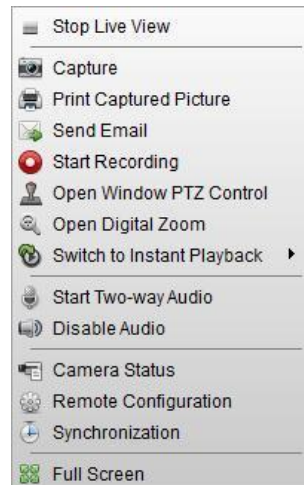 Stop Live View
Capture
Print Captured Picture
Send Email
Start Recording
Open Window PTZ Control
Open Digital Zoom
Switch to Instant Playback
Start Two-way Audio
Disable Audio
Camera Status
Remote Configuration
Synchronization
Full Screen